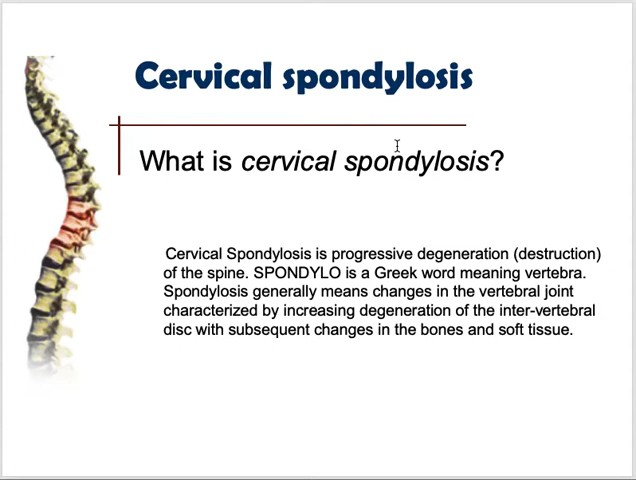 Cervical spondylosis
What is cervical spondylosis?
Cervical Spondylosis is progressive degeneration (destruction)
of the spine. SPONDYLO is a Greek word meaning vertebra.
Spondylosis generally means changes in the vertebral joint
characterized by increasing degeneration of the inter-vertebral
disc with subsequent changes in the bones and soft tissue.